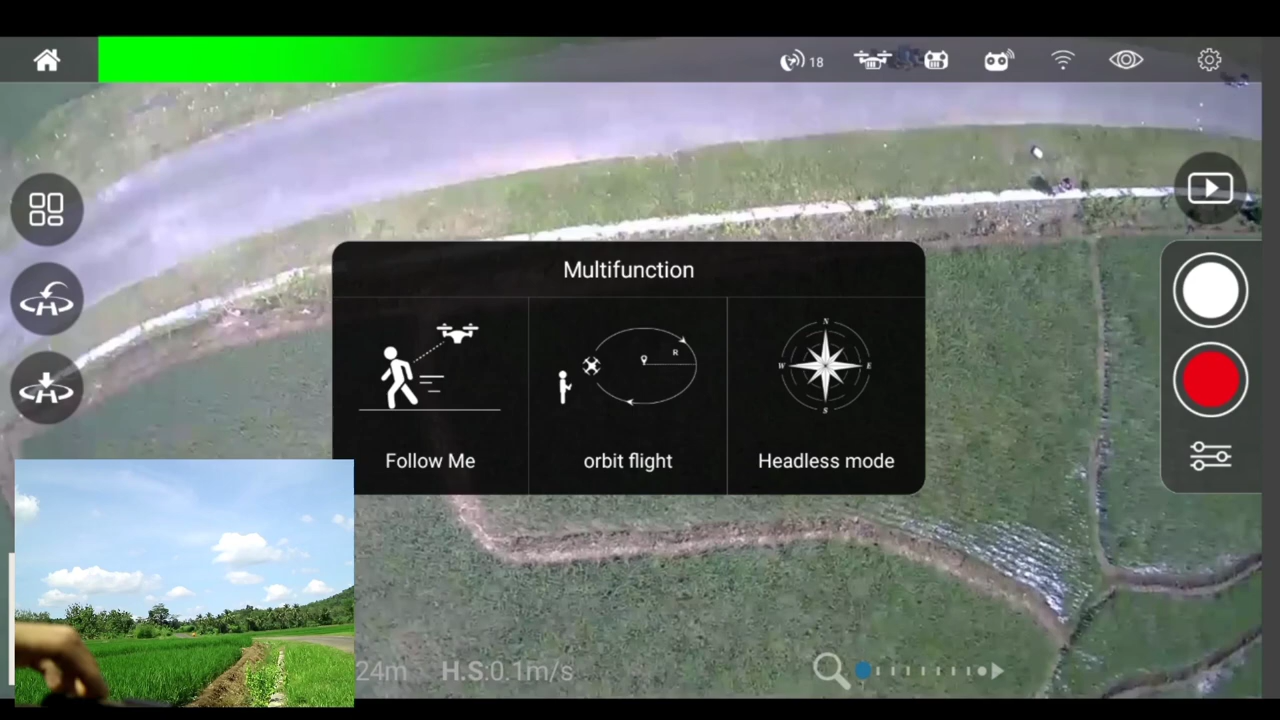 18
Multifunction
R
N
W E
S
Follow Me
orbit flight
Headless mode
24m H.S:0.1m/s